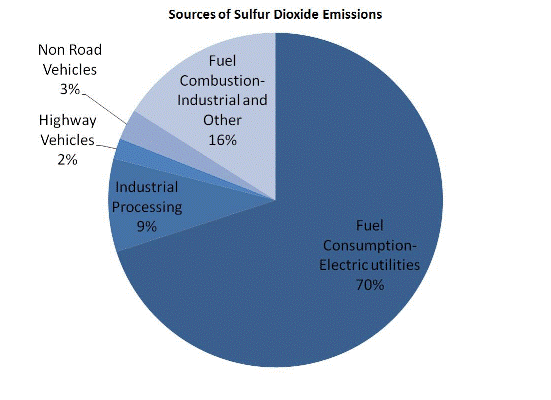 Sources of Sulfur Dioxide Emissions
Non Road
Vehicles
3%
Fuel
Combustion-
Industrial and
Other
16%
Highway
Vehicles
2%
Industrial
Processing
9%
Fuel
Consumption-
Electric utilities
70%